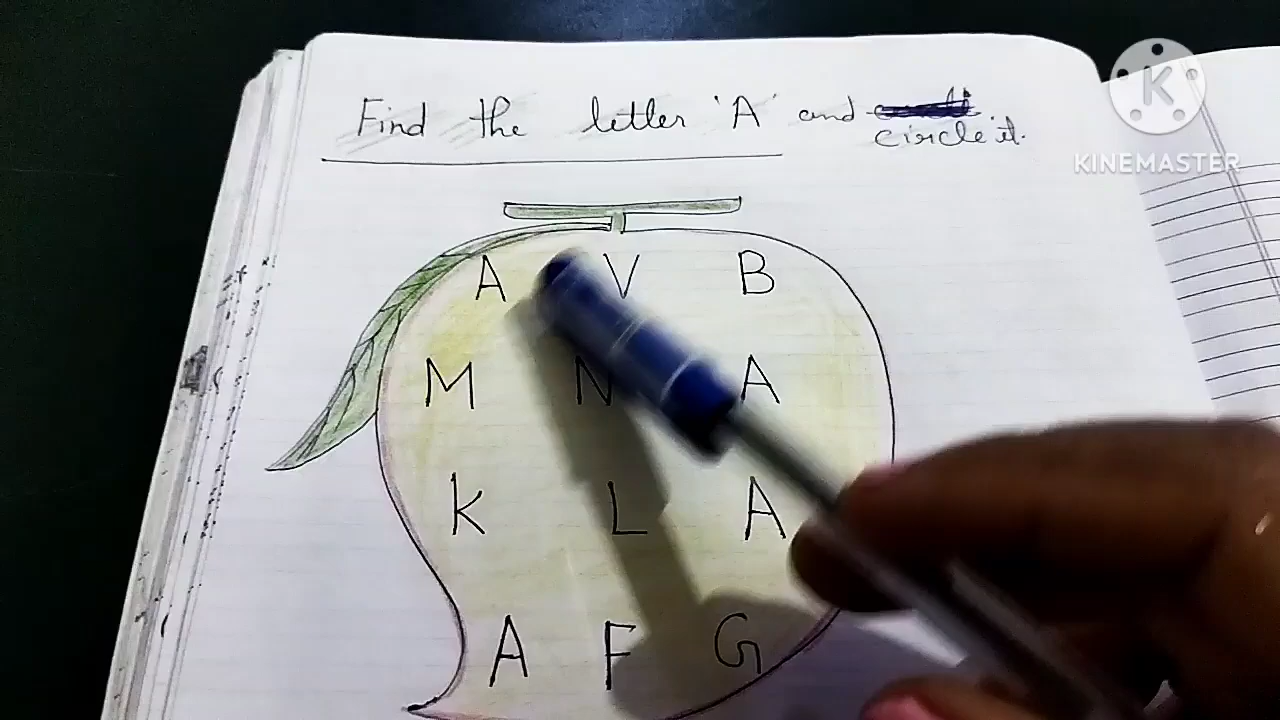 Find the letter 'A' and
circle it.
A V B
M N A
K L A
A F G
K
KINEMASTER